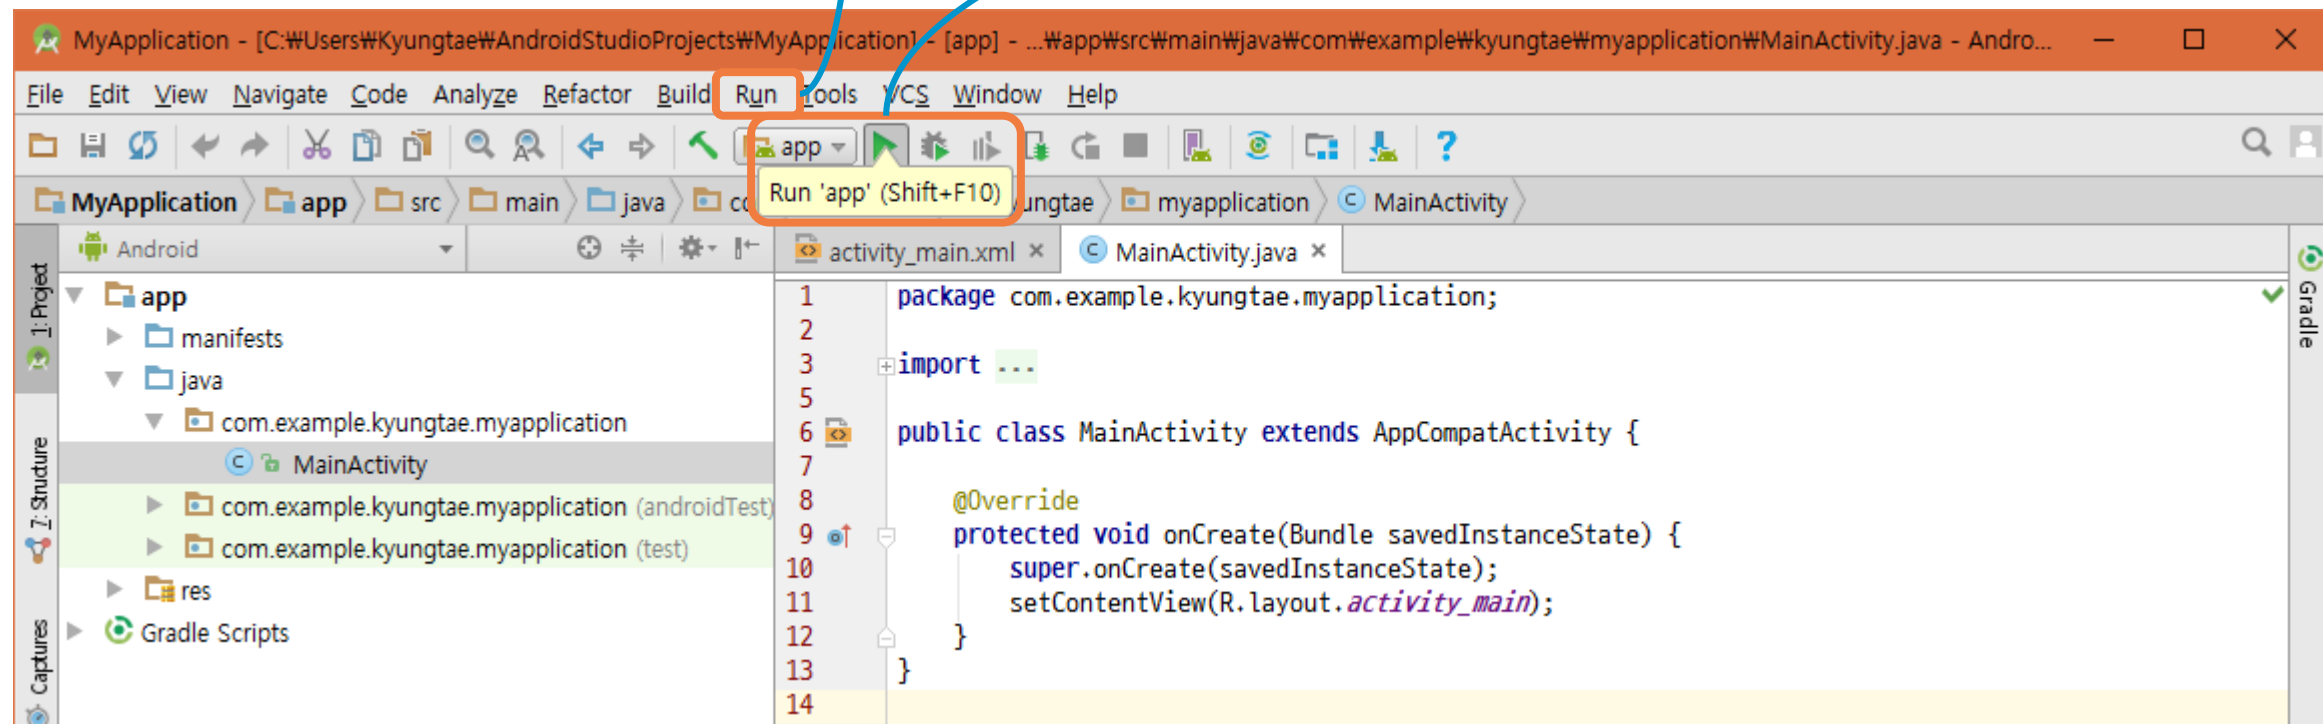 MyApplication - [C:₩Users₩Kyungtae₩AndroidStudioProjects₩MyApplication] - [app] - ...₩app₩src₩main₩java₩com₩example₩kyungtae₩myapplication₩MainActivity.java - Andro...
File Edit View Navigate Code Analyze Refactor Build Run Tools VCS Window Help
app
Run 'app' (Shift+F10)
MyApplication app src main java myapplication MainActivity
Android
activity_main.xml MainActivity.java
1: Project
7: Structure
Captures
app
manifests
java
com.example.kyungtae.myapplication
MainActivity
com.example.kyungtae.myapplication (androidTest)
com.example.kyungtae.myapplication (test)
res
Gradle Scripts
1 package com.example.kyungtae.myapplication;
2
3 import ...
5
6 public class MainActivity extends AppCompatActivity {
7
8 @Override
9 protected void onCreate(Bundle savedInstanceState) {
10 super.onCreate(savedInstanceState);
11 setContentView(R.layout.activity_main);
12 }
13 }
14
Gradle